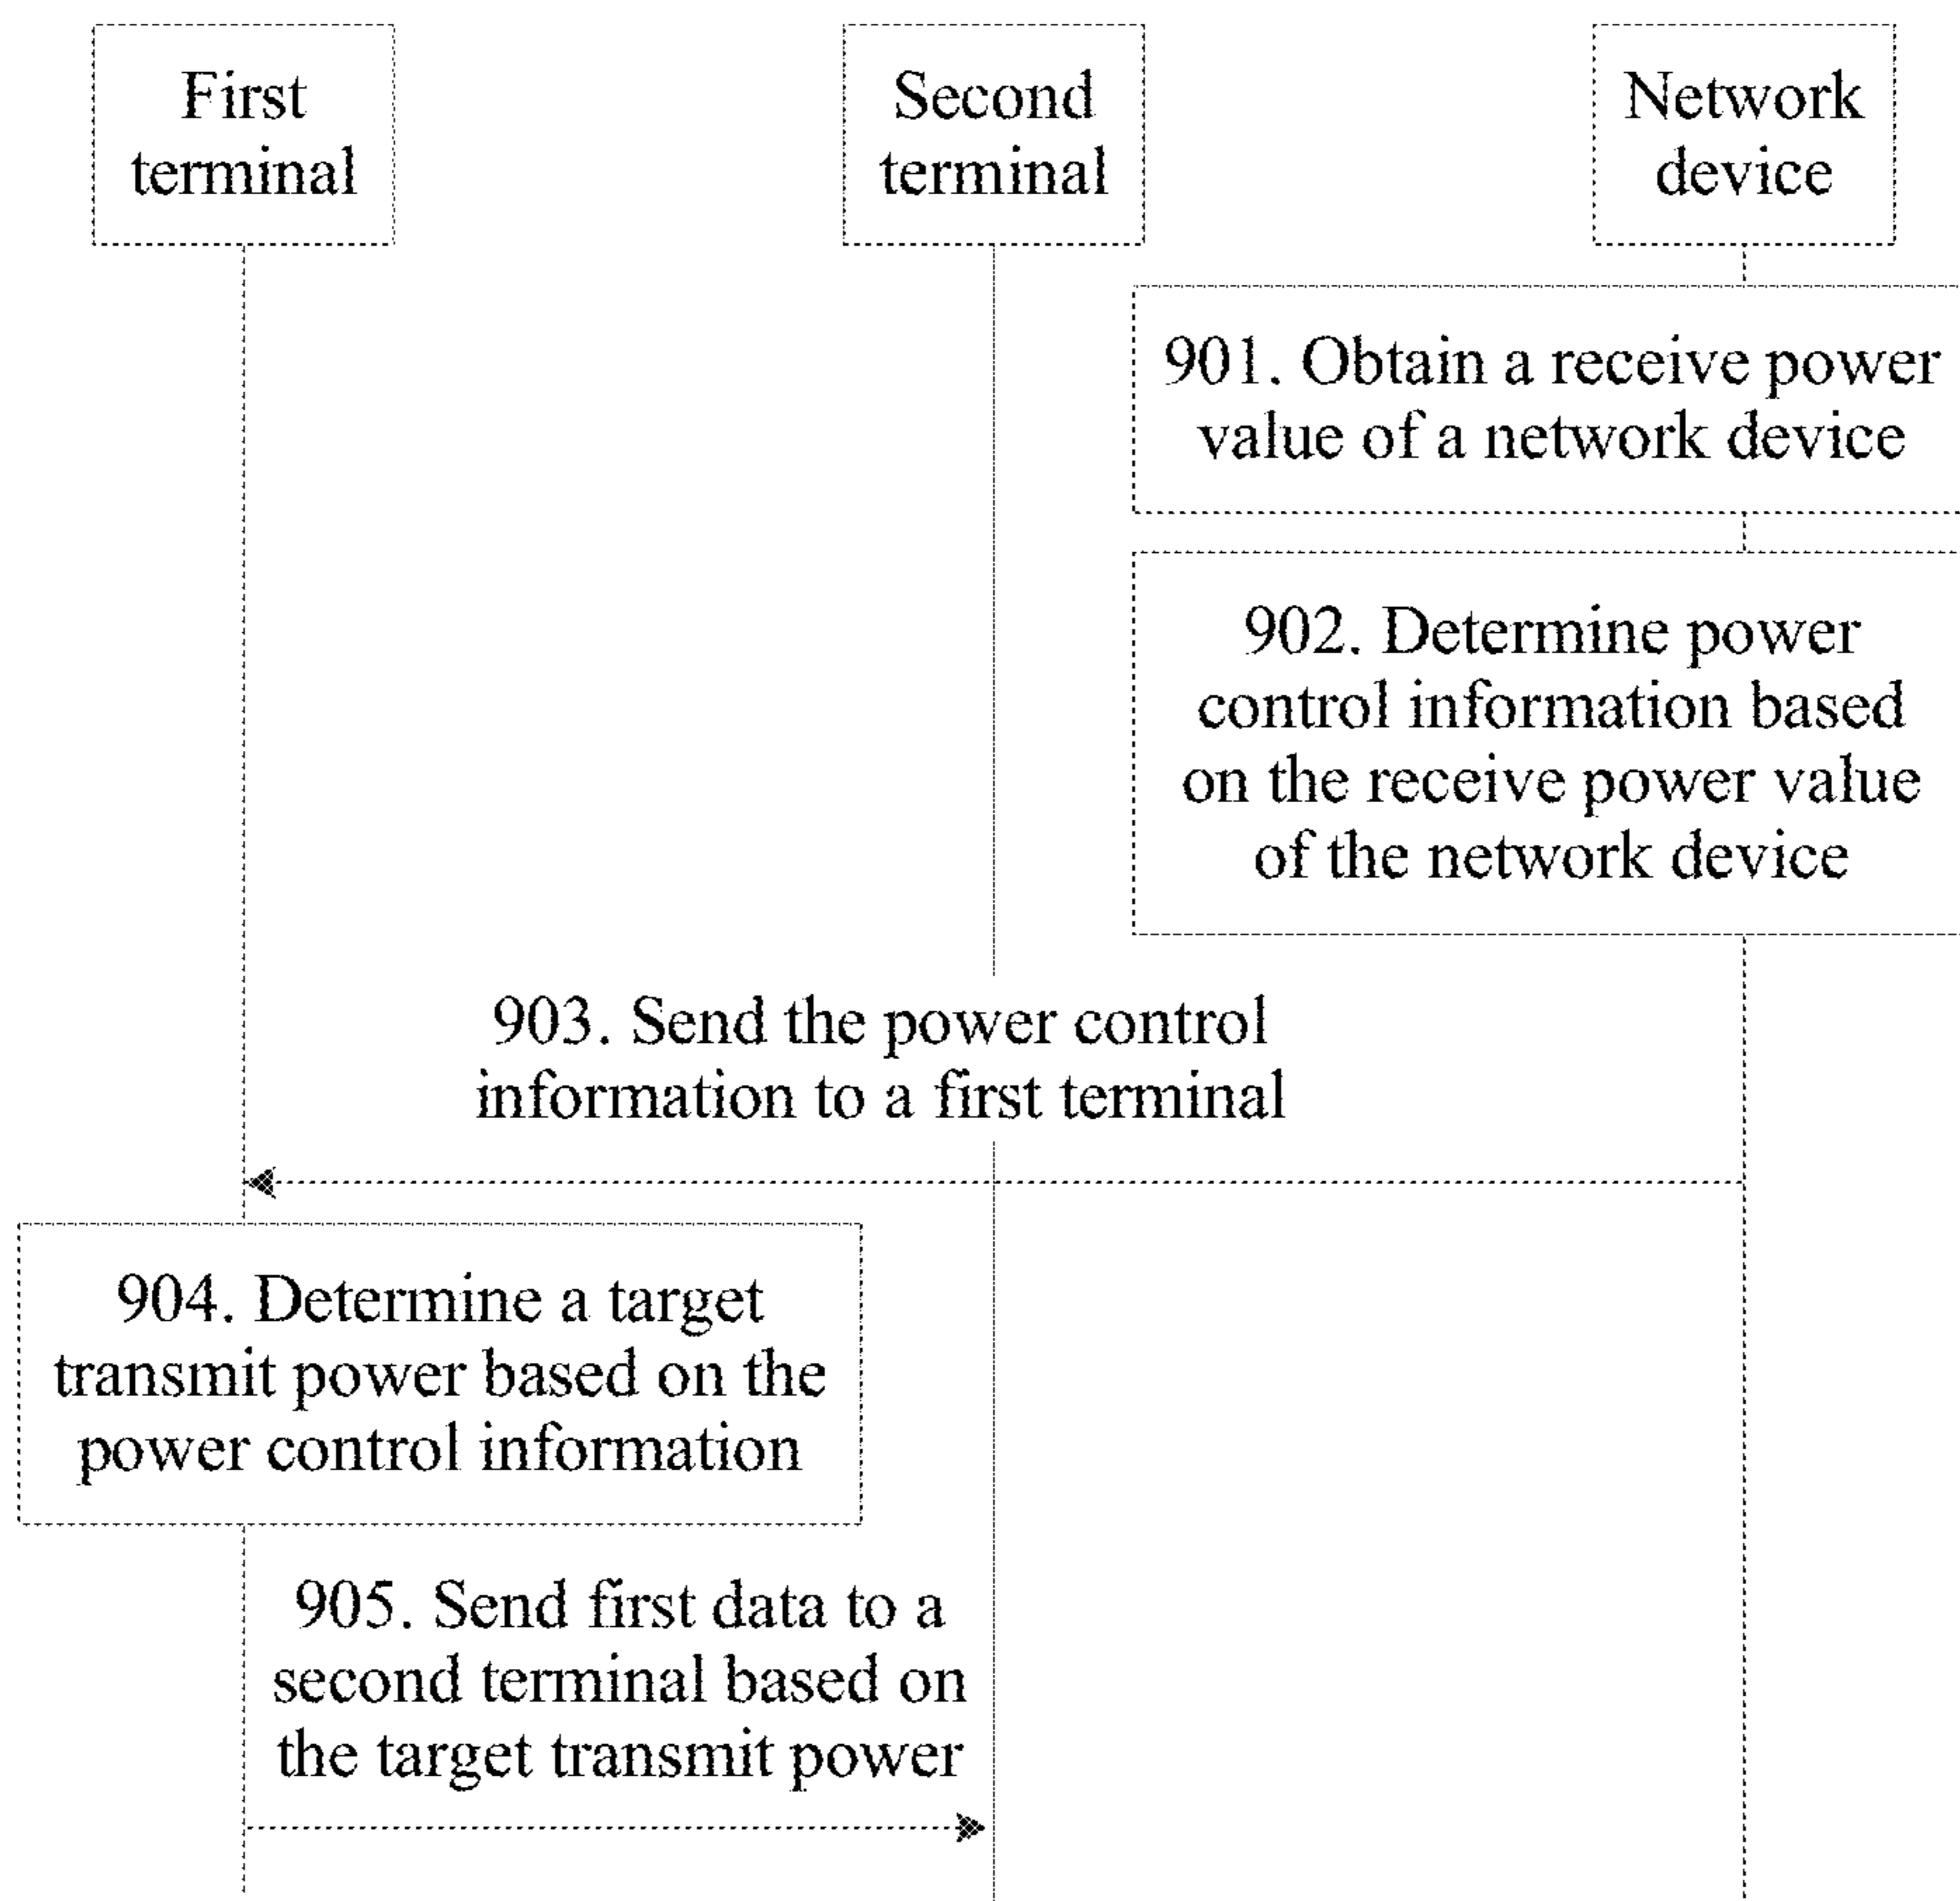 First
terminal
Second
terminal
Network
device
901. Obtain a receive power
value of a network device
902. Determine power
control information based
on the receive power value
of the network device
903. Send the power control
information to a first terminal
904. Determine a target
transmit power based on the
power control information
905. Send first data to a
second terminal based on
the target transmit power